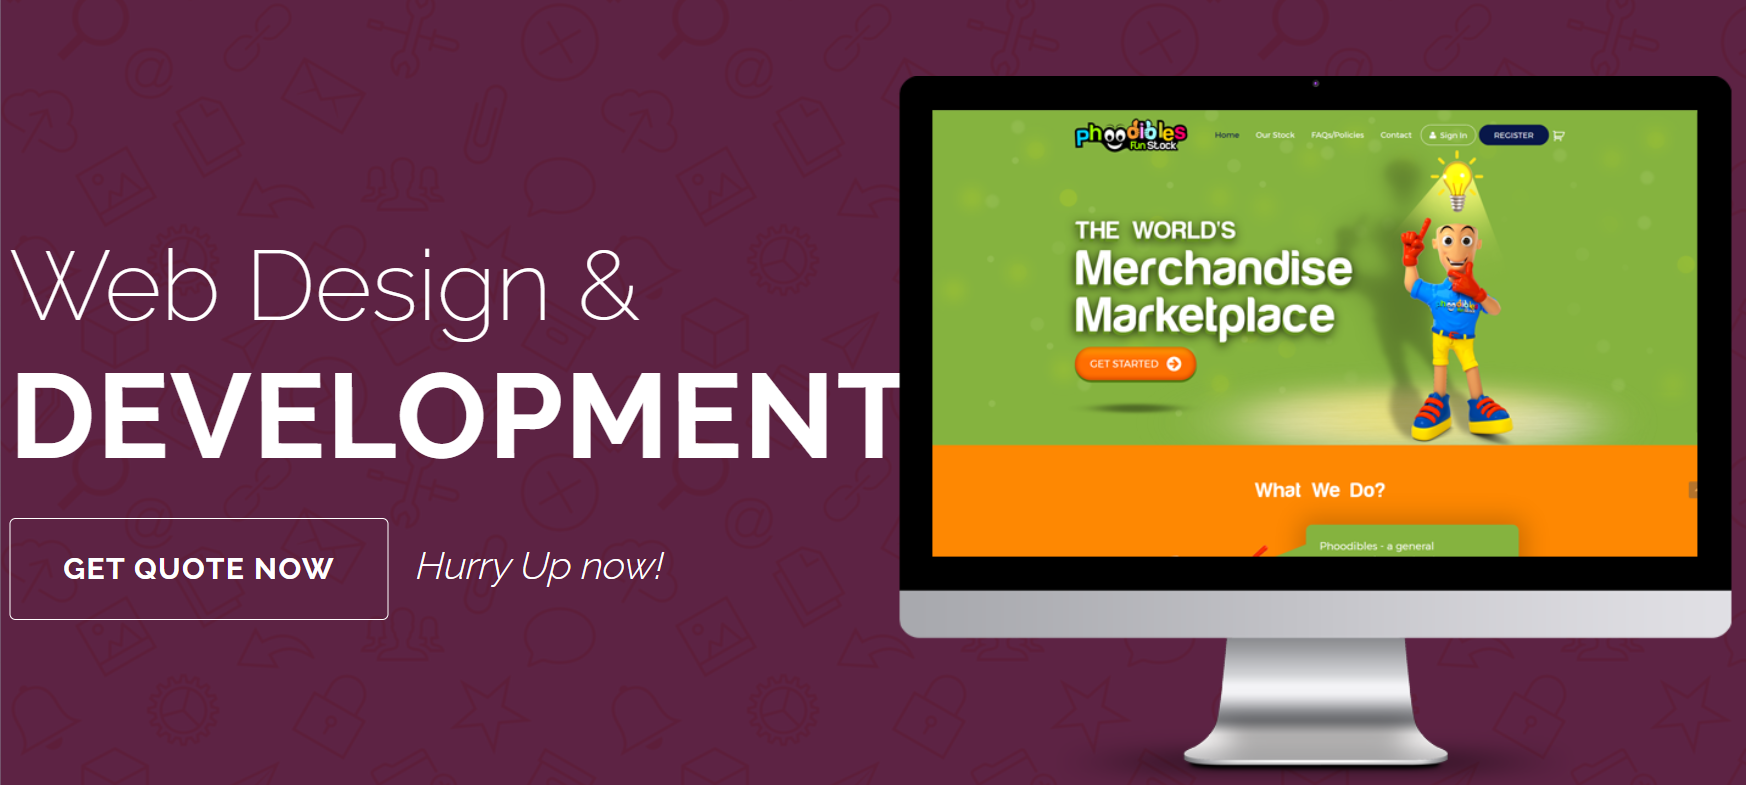 Web Design &
DEVELOPMENT
GET QUOTE NOW
Hurry Up now!
phoodibles
Fun Stock
Home
Our Stock
FAQs/Policies
Contact
Sign In
REGISTER
THE WORLD'S
Merchandise
Marketplace
GET STARTED
phoodibles
What We Do?
Phoodibles - a general